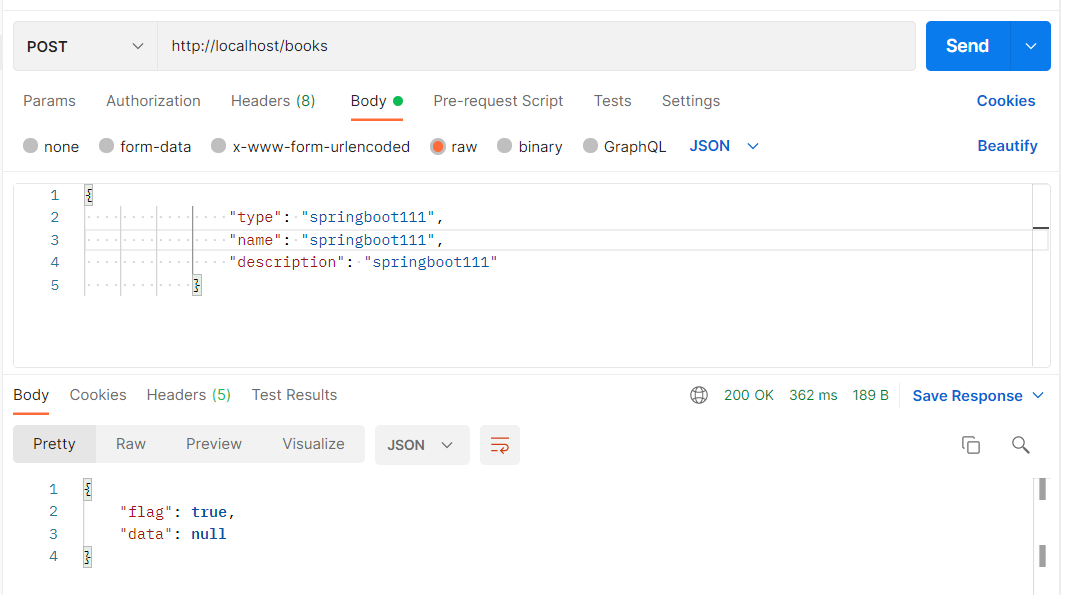 POST http://localhost/books Send
Params Authorization Headers (8) Body Pre-request Script Tests Settings Cookies
none form-data x-www-form-urlencoded raw binary GraphQL JSON Beautify
1 {
2 "type": "springboot111",
3 "name": "springboot111",
4 "description": "springboot111"
5 }
Body Cookies Headers (5) Test Results 200 OK 362 ms 189 B Save Response
Pretty Raw Preview Visualize JSON
1 {
2 "flag": true,
3 "data": null
4 }